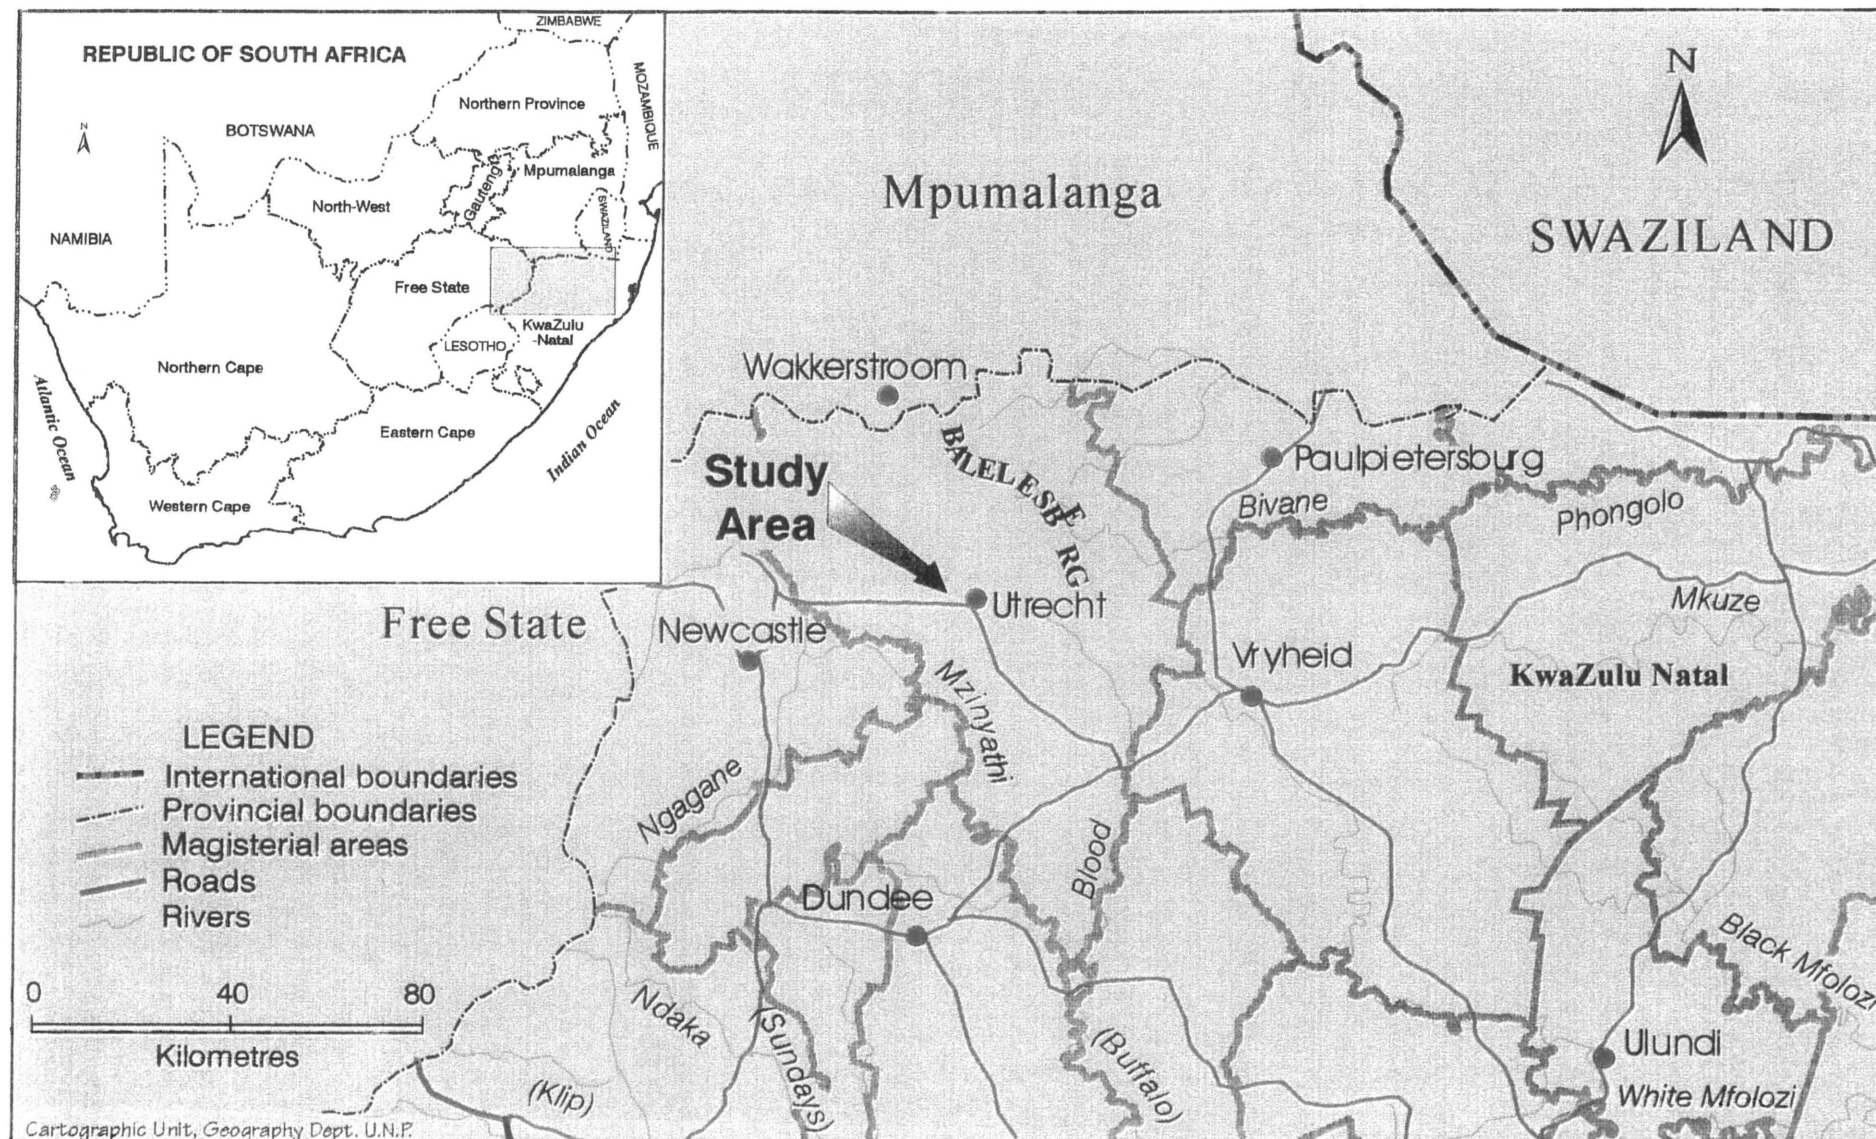 REPUBLIC OF SOUTH AFRICA
ZIMBABWE
MOZAMBIQUE
Northern Province
N
BOTSWANA
Gauteng
Mpumalanga
North-West
SWAZILAND
NAMIBIA
Free State
KwaZulu
-Natal
LESOTHO
Northern Cape
Atlantic Ocean
Eastern Cape
Indian Ocean
Western Cape
N
Mpumalanga
SWAZILAND
Wakkerstroom
BALELESBERG
Study
Area
Paulpietersburg
Bivane
Phongolo
Free State
Utrecht
Newcastle
Mkuze
Vryheid
KwaZulu Natal
Mzinyathi
LEGEND
International boundaries
Provincial boundaries
Magisterial areas
Roads
Rivers
Ngagane
Blood
Dundee
Black Mfolozi
0 40 80
Kilometres
Ndaka
(Sundays)
(Buffalo)
Ulundi
(Klip)
White Mfolozi
Cartographic Unit, Geography Dept. U.N.P.